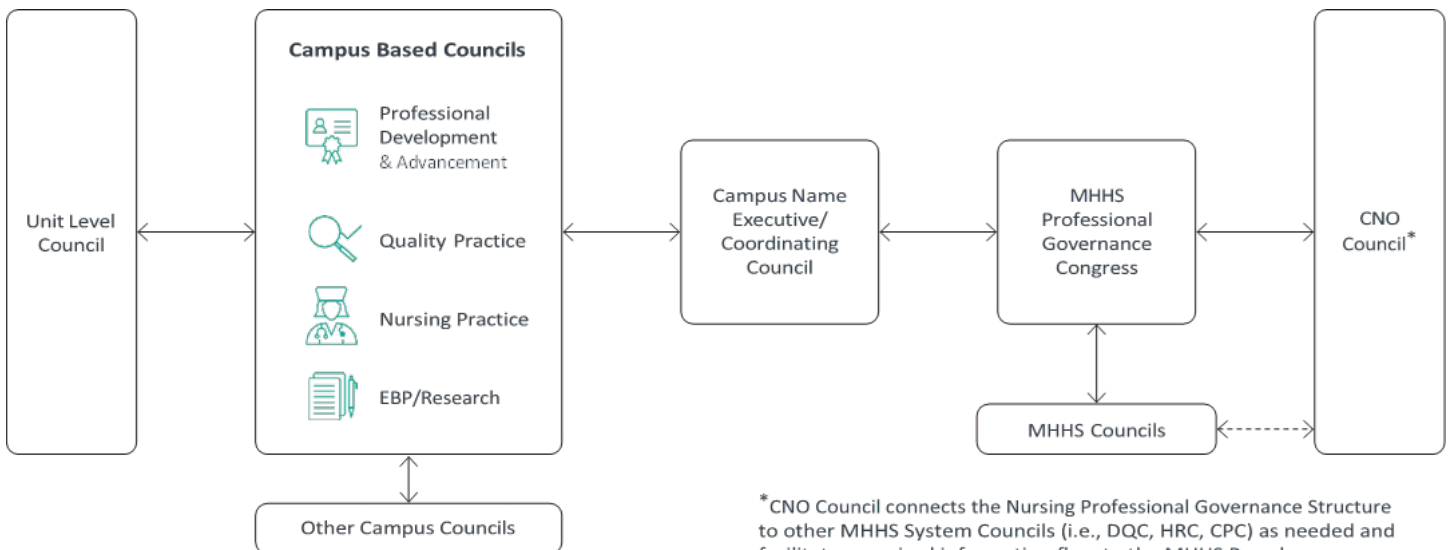 Unit Level
Council
Campus Based Councils
Professional
Development
& Advancement
Quality Practice
Nursing Practice
EBP/Research
Other Campus Councils
Campus Name
Executive/
Coordinating
Council
MHHS
Professional
Governance
Congress
MHHS Councils
CNO
Council*
*CNO Council connects the Nursing Professional Governance Structure
to other MHHS System Councils (i.e., DQC, HRC, CPC) as needed and